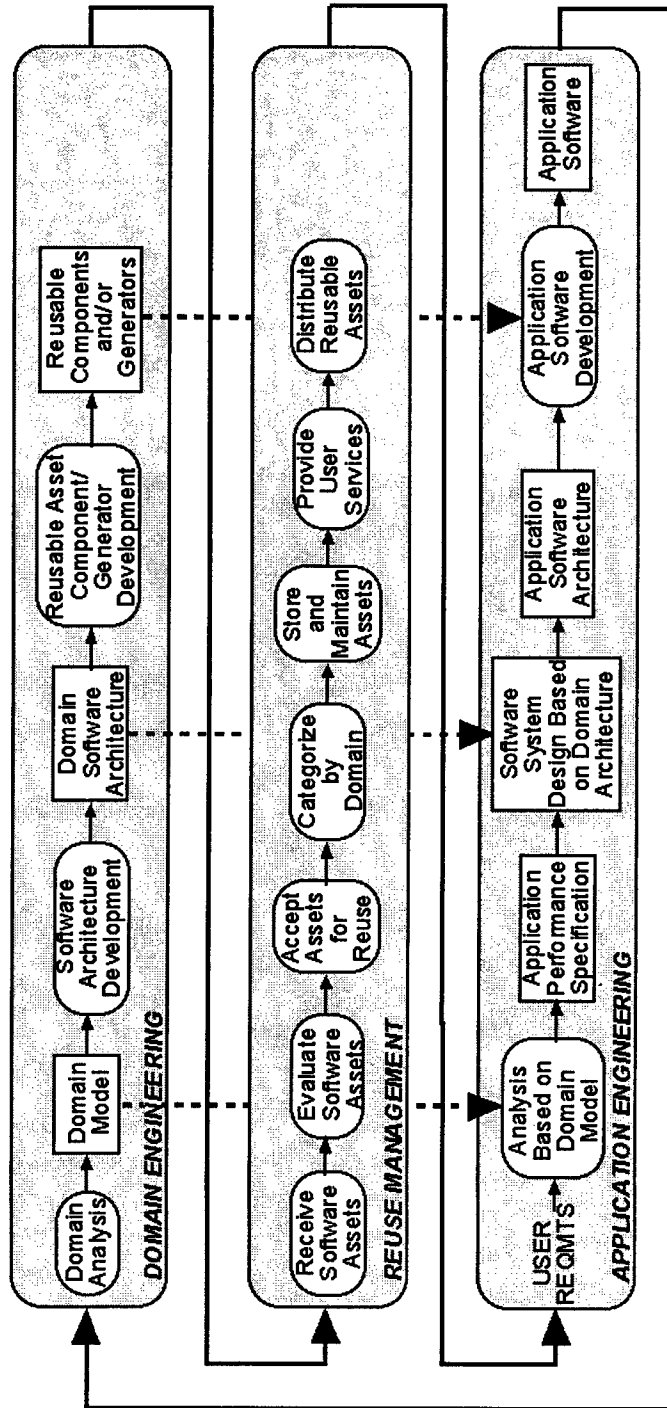 Domain
Analysis
Domain
Model
Software
Architecture
Development
Domain
Software
Architecture
Reusable Asset
Component/
Generator
Development
Reusable
Components
and/or
Generators
DOMAIN ENGINEERING
Receive
Software
Assets
Evaluate
Software
Assets
Accept
Assets
for
Reuse
Categorize
by
Domain
Store
and
Maintain
Assets
Provide
User
Services
Distribute
Reusable
Assets
REUSE MANAGEMENT
USER
REQMTS
Analysis
Based on
Domain
Model
Application
Performance
Specification
Software
System
Design Based
on Domain
Architecture
Application
Software
Architecture
Application
Software
Development
Application
Software
APPLICATION ENGINEERING